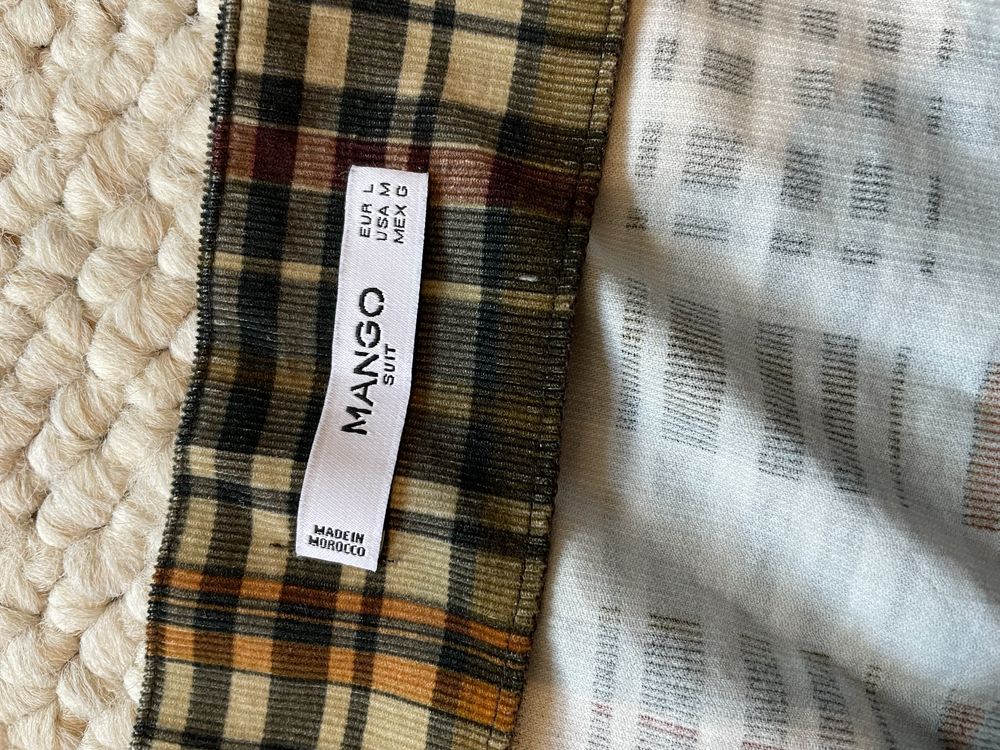 EUR L
USA M
MEX G
MANGO
SUIT
MADE IN
MOROCCO